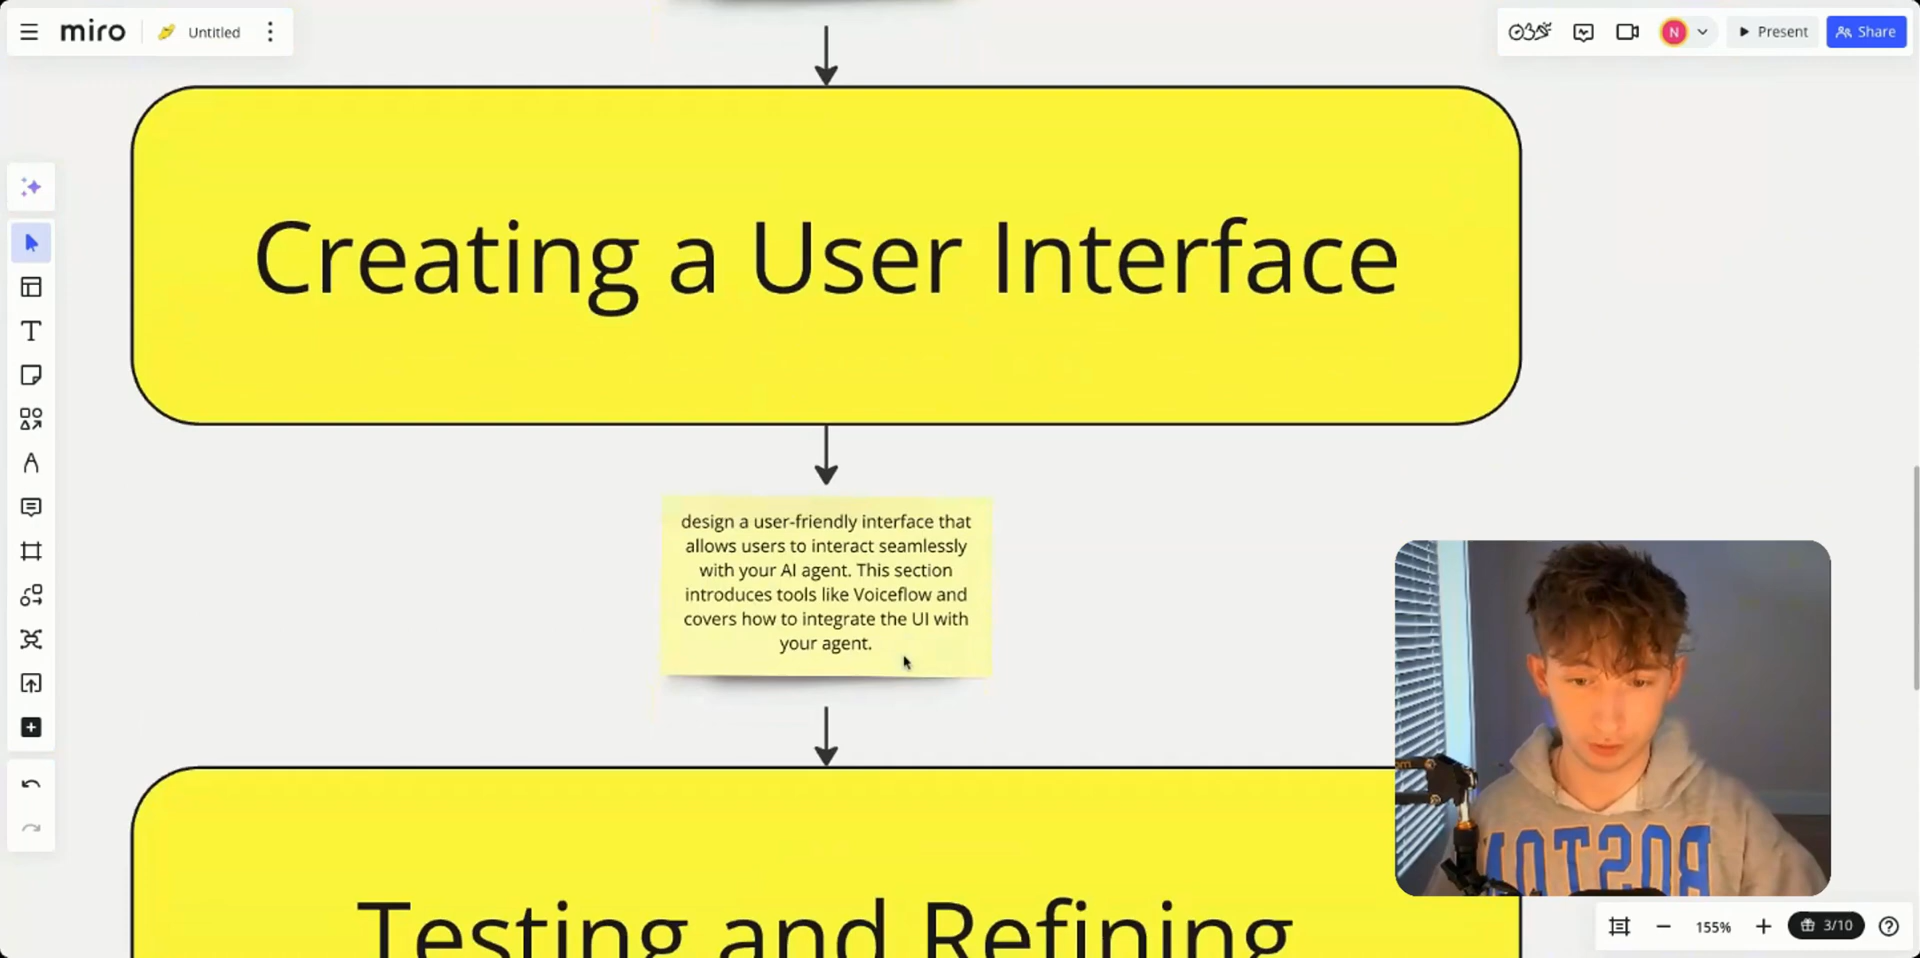 miro
Untitled
N
Present
Share
Creating a User Interface
design a user-friendly interface that
allows users to interact seamlessly
with your AI agent. This section
introduces tools like Voiceflow and
covers how to integrate the UI with
your agent.
BOSTON
Testing and Refining
155%
3/10